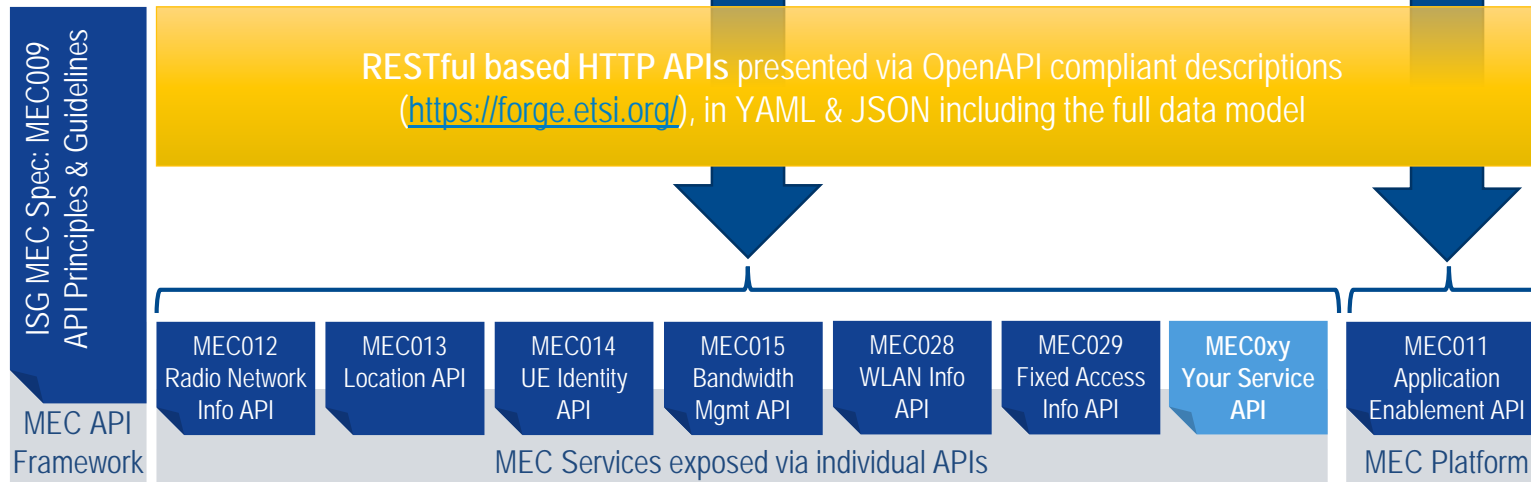 ISG MEC Spec: MEC009
API Principles & Guidelines
MEC API
Framework
RESTful based HTTP APIs presented via OpenAPI compliant descriptions
(https://forge.etsi.org/), in YAML & JSON including the full data model
MEC012
Radio Network
Info API
MEC013
Location API
MEC014
UE Identity
API
MEC015
Bandwidth
Mgmt API
MEC028
WLAN Info
API
MEC029
Fixed Access
Info API
MEC0xy
Your Service
API
MEC Services exposed via individual APIs
MEC011
Application
Enablement API
MEC Platform